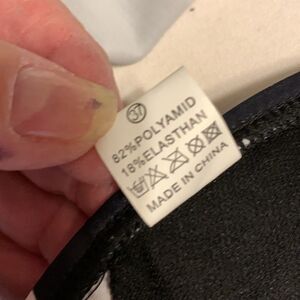 37
82%POLYAMID
18%ELASTHAN
MADE IN CHINA